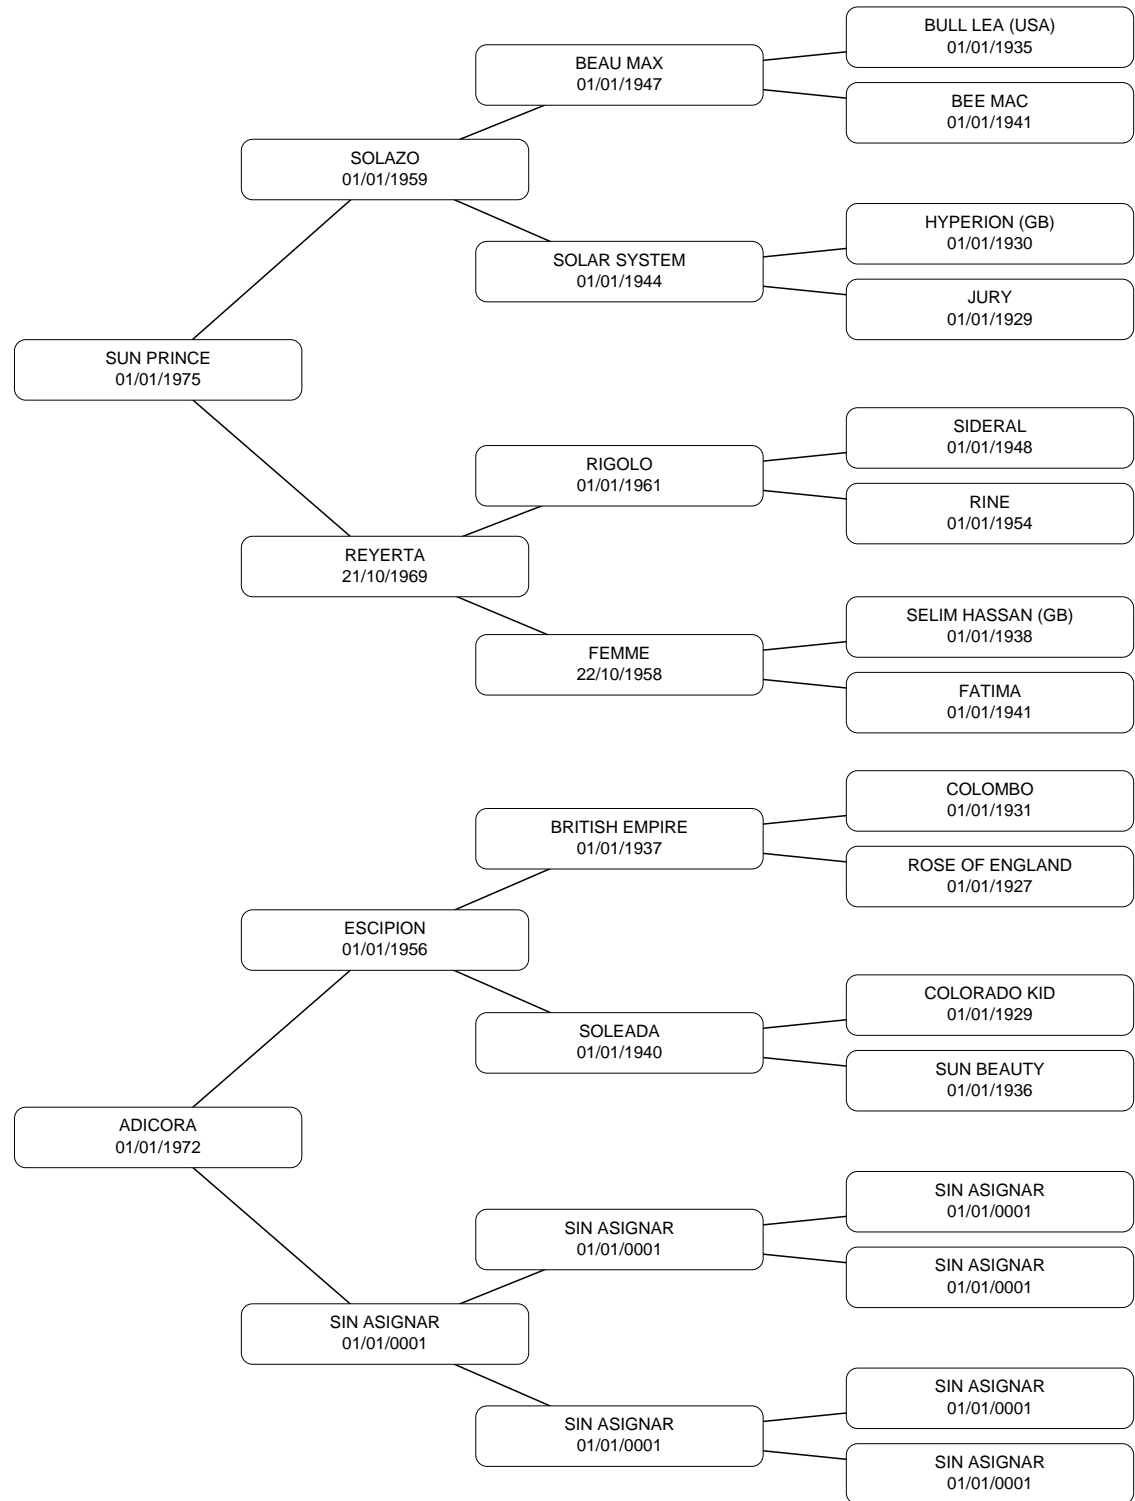 BULL LEA (USA)
01/01/1935
BEAU MAX
01/01/1947
BEE MAC
01/01/1941
SOLAZO
01/01/1959
HYPERION (GB)
01/01/1930
SOLAR SYSTEM
01/01/1944
JURY
01/01/1929
SUN PRINCE
01/01/1975
SIDERAL
01/01/1948
RIGOLO
01/01/1961
RINE
01/01/1954
REYERTA
21/10/1969
SELIM HASSAN (GB)
01/01/1938
FEMME
22/10/1958
FATIMA
01/01/1941
COLOMBO
01/01/1931
BRITISH EMPIRE
01/01/1937
ROSE OF ENGLAND
01/01/1927
ESCIPION
01/01/1956
COLORADO KID
01/01/1929
SOLEADA
01/01/1940
SUN BEAUTY
01/01/1936
ADICORA
01/01/1972
SIN ASIGNAR
01/01/0001
SIN ASIGNAR
01/01/0001
SIN ASIGNAR
01/01/0001
SIN ASIGNAR
01/01/0001
SIN ASIGNAR
01/01/0001
SIN ASIGNAR
01/01/0001
SIN ASIGNAR
01/01/0001